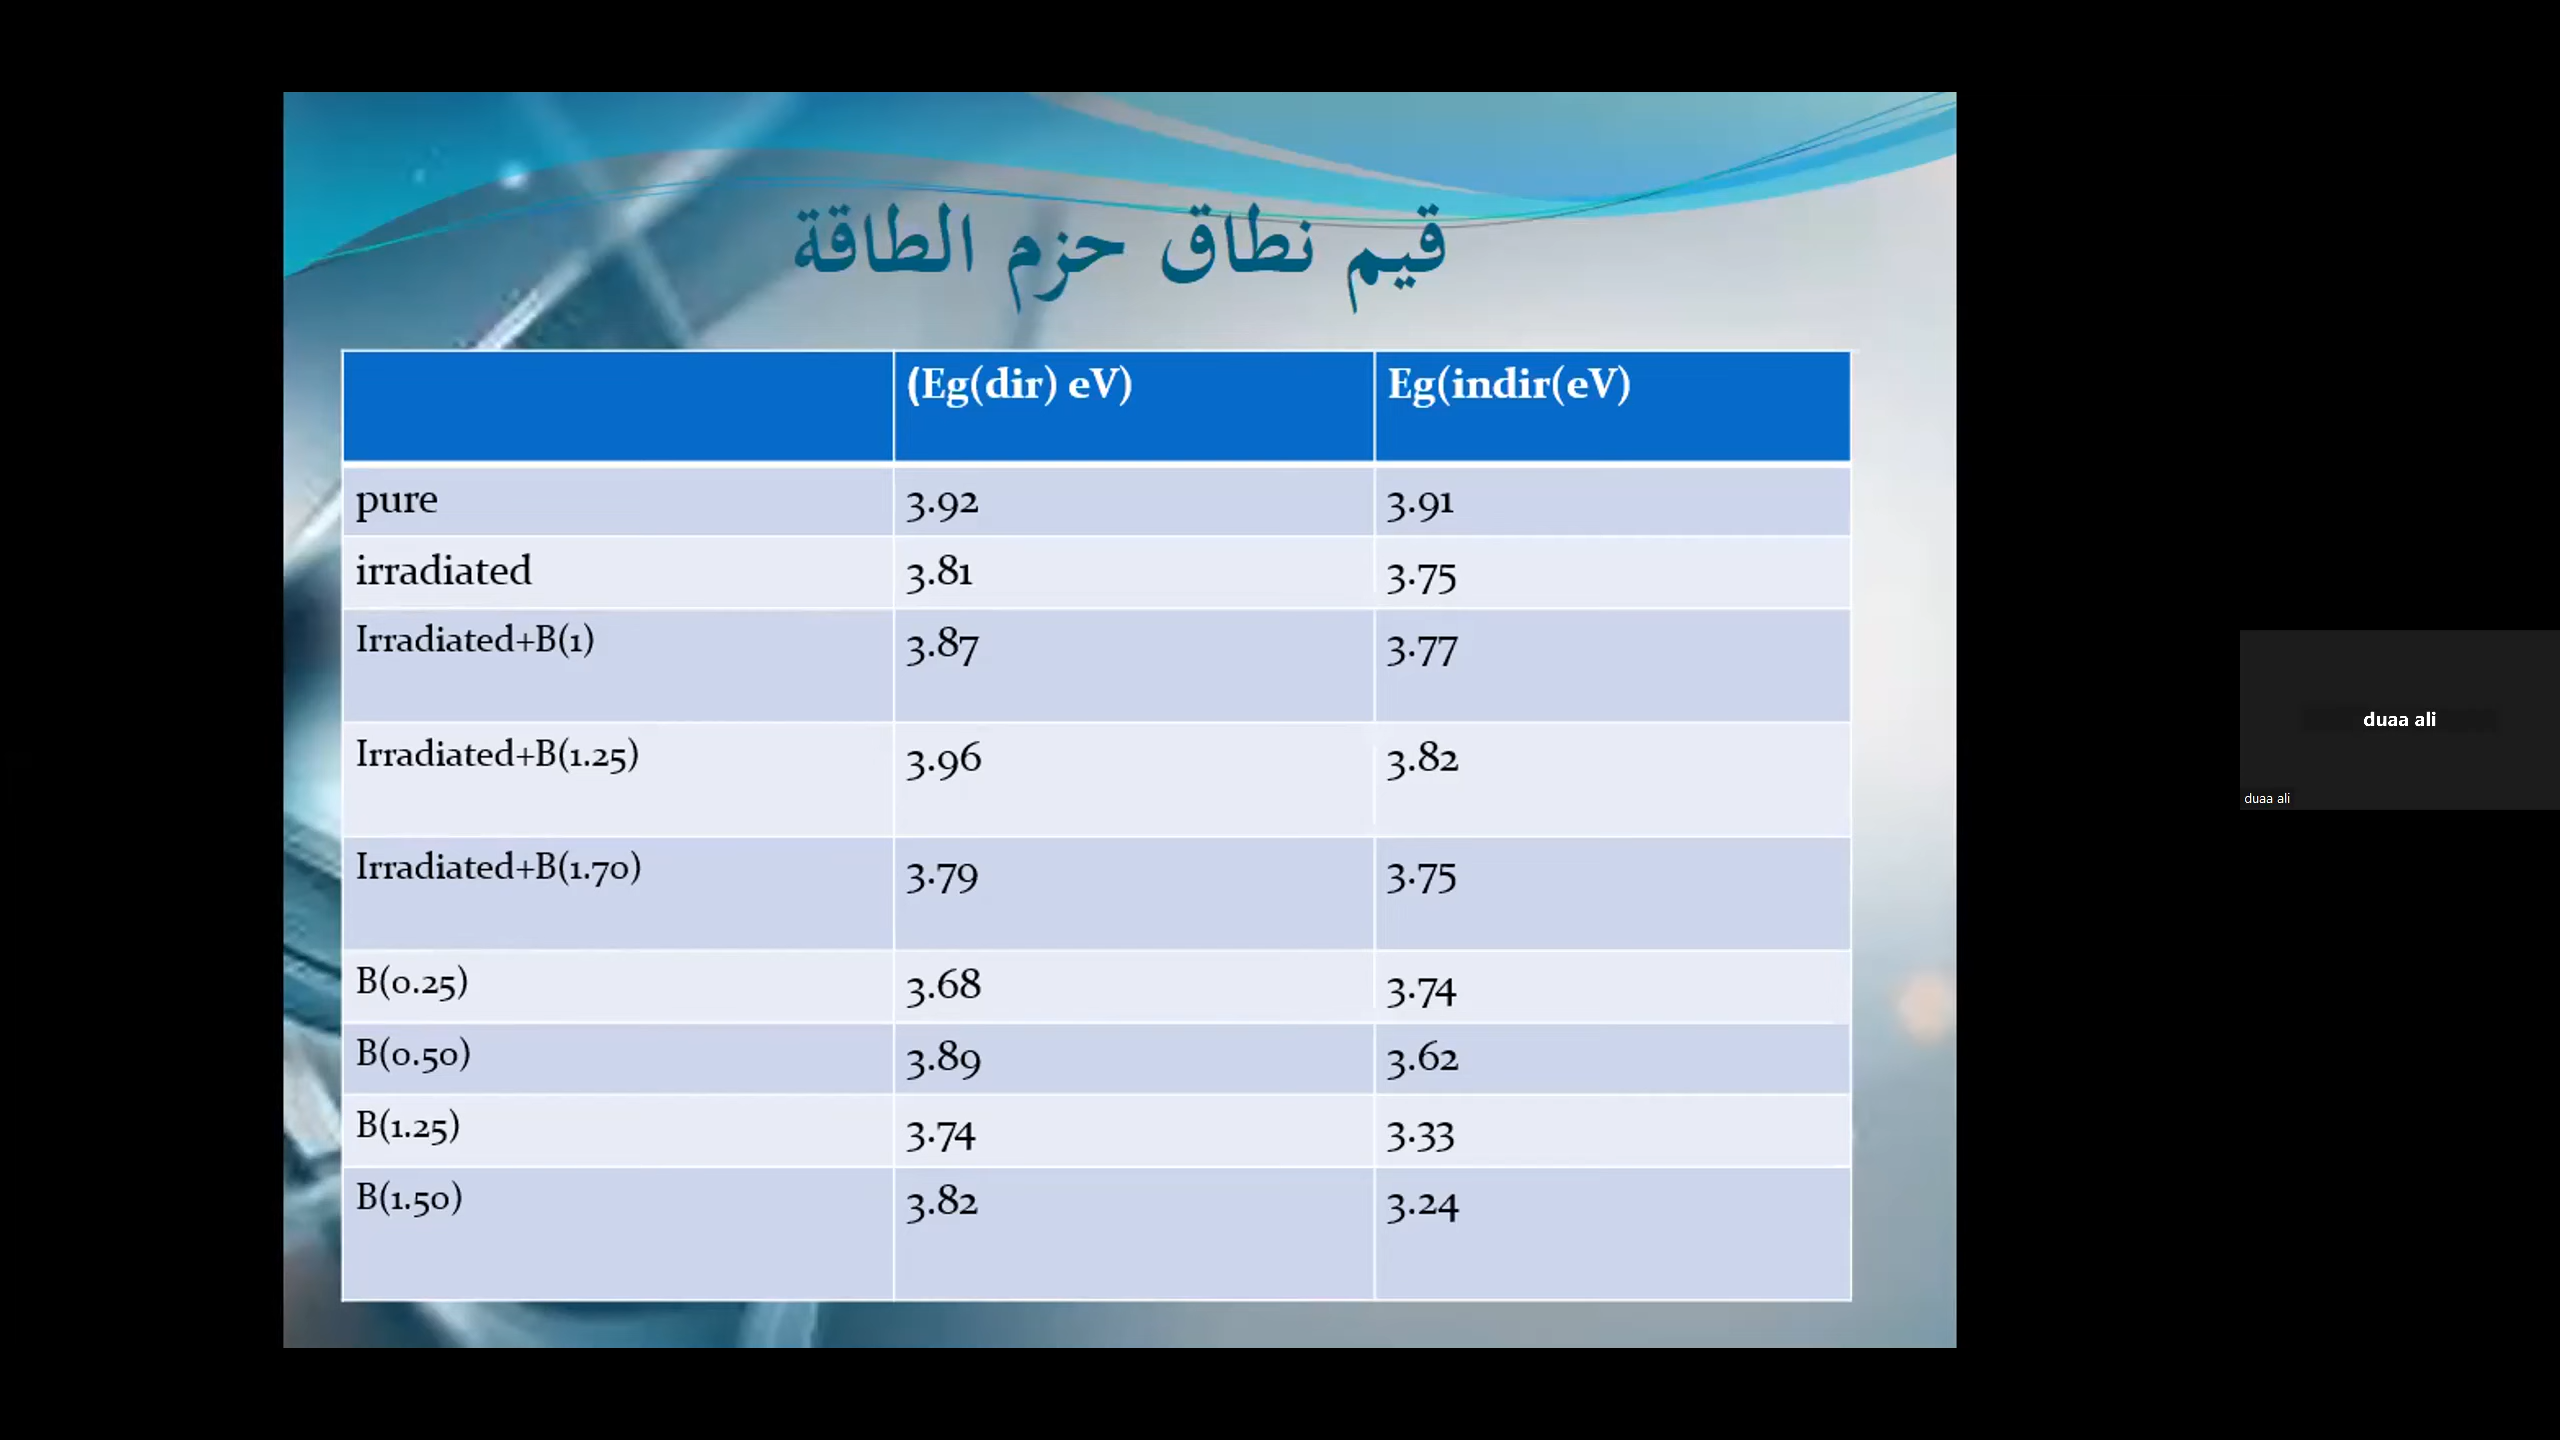 قيم نطاق حزم الطاقة
(Eg(dir) eV) Eg(indir(eV)
pure 3.92 3.91
irradiated 3.81 3.75
Irradiated+B(1) 3.87 3.77
Irradiated+B(1.25) 3.96 3.82
Irradiated+B(1.70) 3.79 3.75
B(0.25) 3.68 3.74
B(0.50) 3.89 3.62
B(1.25) 3.74 3.33
B(1.50) 3.82 3.24
duaa ali
duaa ali